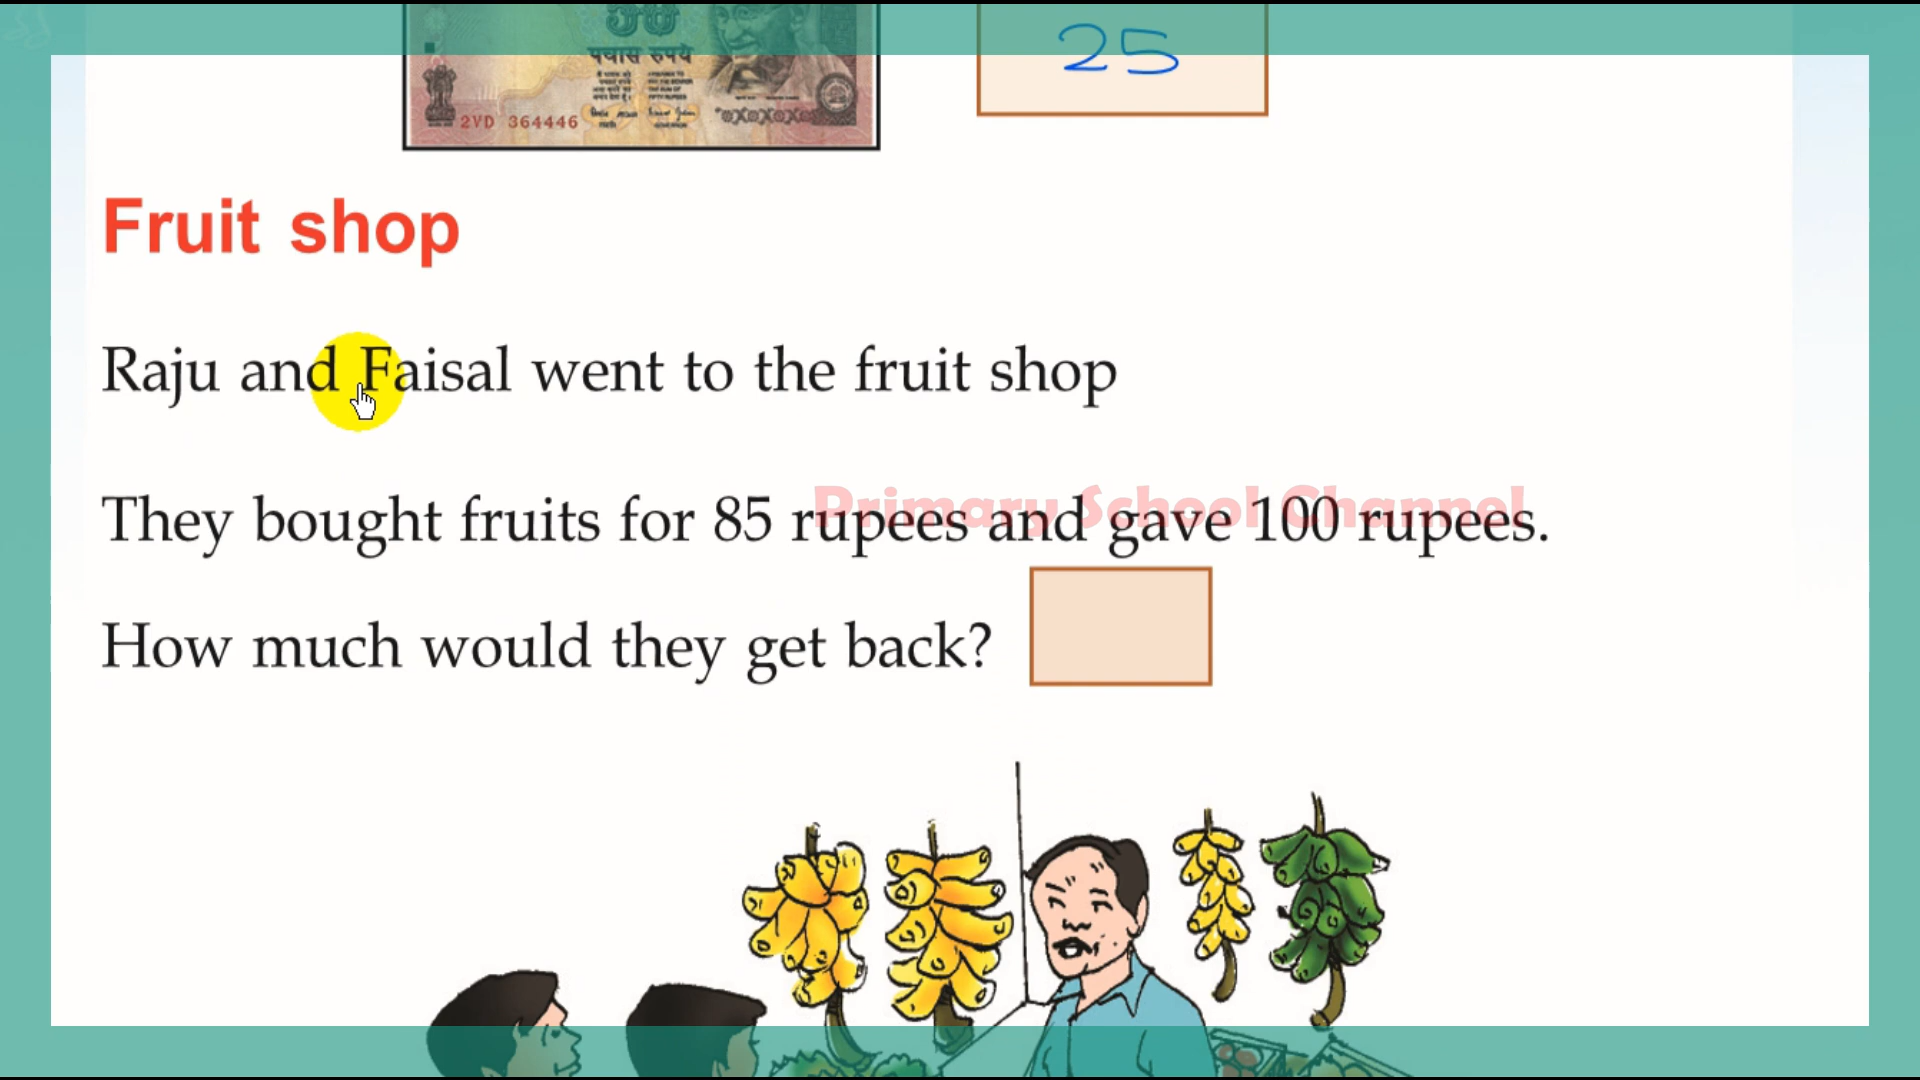 25
पचास रुपये
2VD 364446
Fruit shop
Raju and Faisal went to the fruit shop
Primary School Channel
They bought fruits for 85 rupees and gave 100 rupees.
How much would they get back?